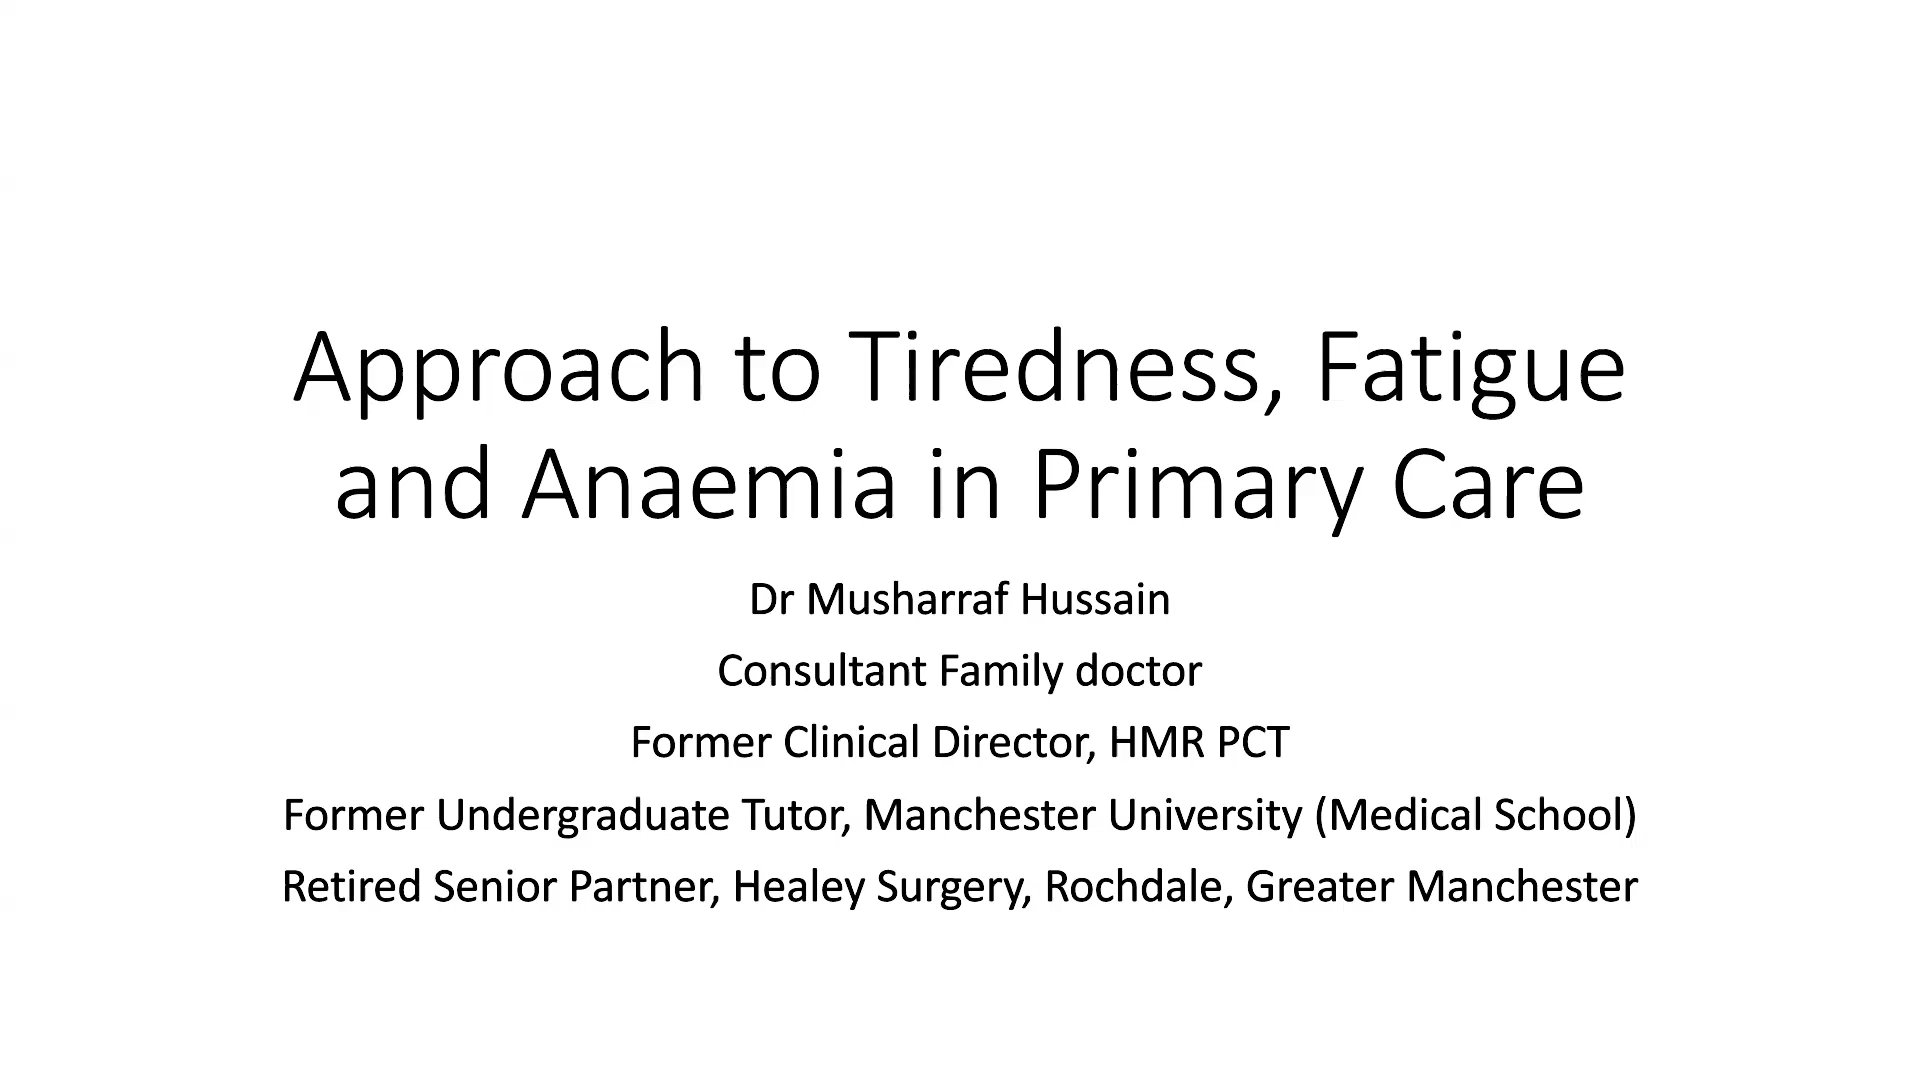 Approach to Tiredness, Fatigue
and Anaemia in Primary Care
Dr Musharraf Hussain
Consultant Family doctor
Former Clinical Director, HMR PCT
Former Undergraduate Tutor, Manchester University (Medical School)
Retired Senior Partner, Healey Surgery, Rochdale, Greater Manchester